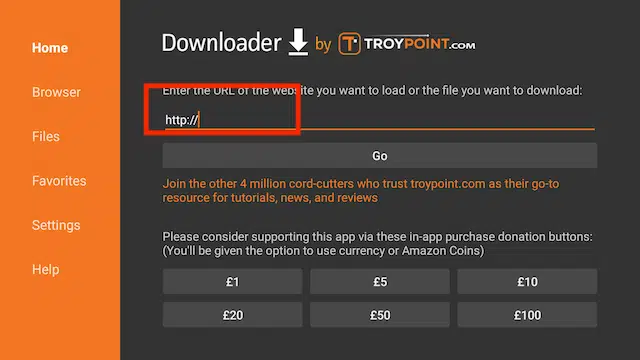 Home
Browser
Files
Favorites
Settings
Help
Downloader by TROYPOINT.COM
Enter the URL of the website you want to load or the file you want to download:
http://
Go
Join the other 4 million cord-cutters who trust troypoint.com as their go-to
resource for tutorials, news, and reviews
Please consider supporting this app via these in-app purchase donation buttons:
(You'll be given the option to use currency or Amazon Coins)
£1 £5 £10
£20 £50 £100